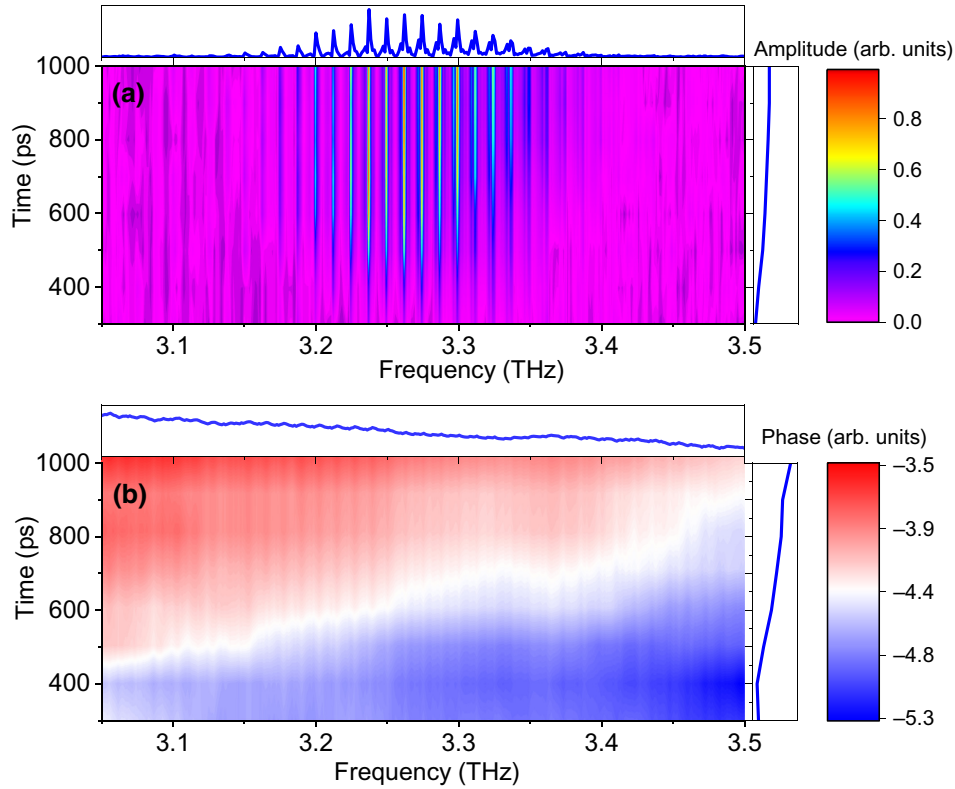 Amplitude (arb. units)
(a)
1000
800
600
400
Time (ps)
0.8
0.6
0.4
0.2
0.0
3.1 3.2 3.3 3.4 3.5
Frequency (THz)
Phase (arb. units)
(b)
1000
800
600
400
Time (ps)
−3.5
−3.9
−4.4
−4.8
−5.3
3.1 3.2 3.3 3.4 3.5
Frequency (THz)